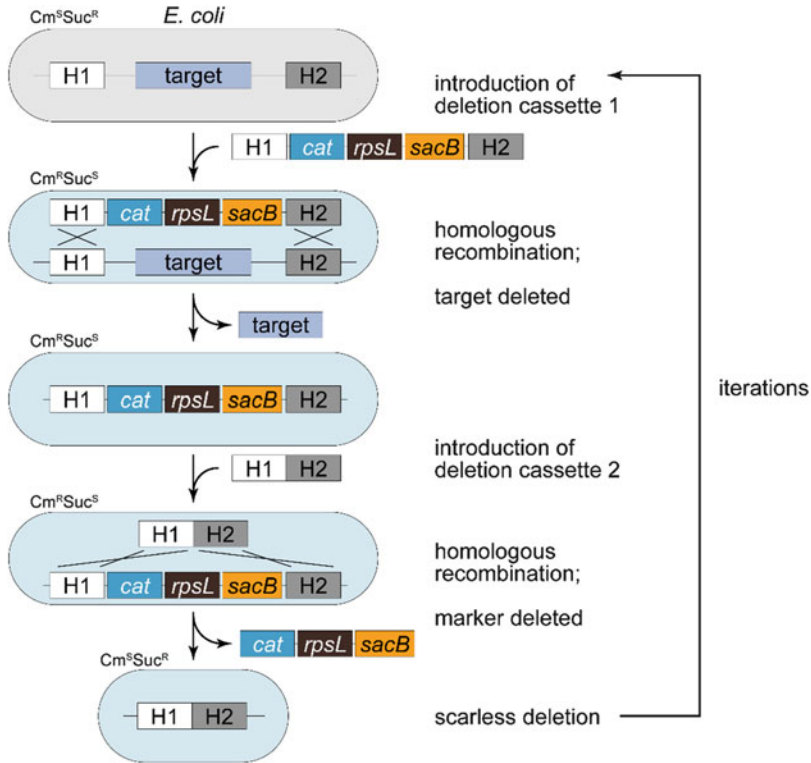 CmˢSucᴿ
E. coli
H1 target H2
introduction of
deletion cassette 1
H1 cat rpsL sacB H2
CmᴿSucˢ
H1 cat rpsL sacB H2
H1 target H2
homologous
recombination;
target deleted
target
CmᴿSucˢ
H1 cat rpsL sacB H2
iterations
introduction of
deletion cassette 2
H1 H2
CmᴿSucˢ
H1 H2
H1 cat rpsL sacB H2
homologous
recombination;
marker deleted
cat rpsL sacB
CmˢSucᴿ
H1 H2
scarless deletion